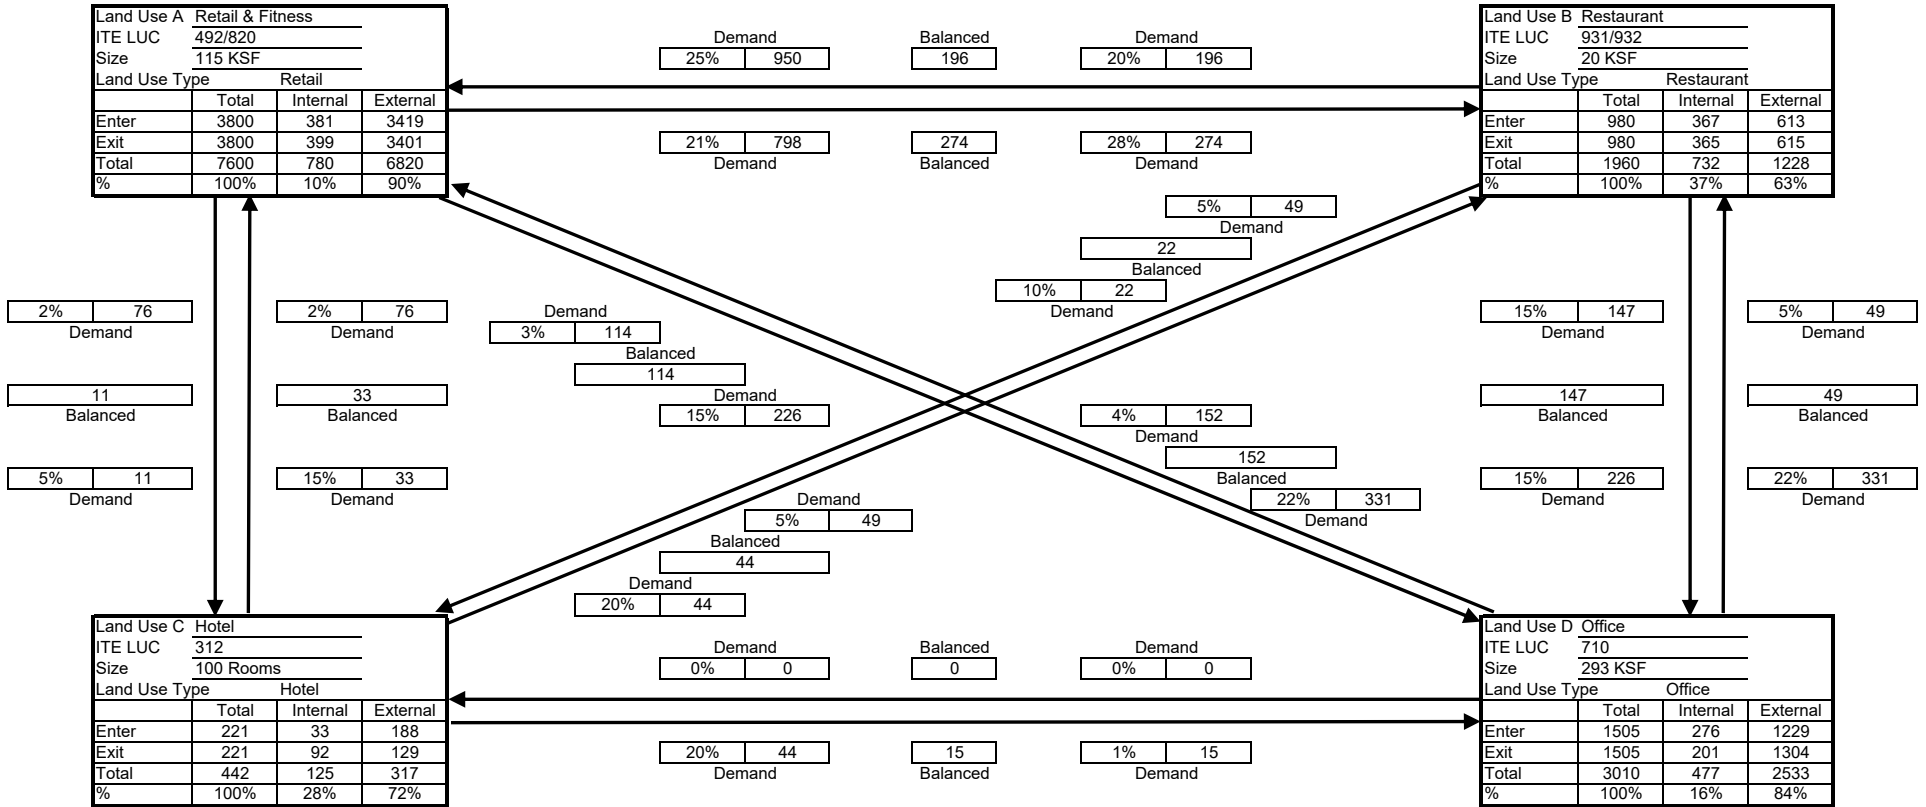 Land Use A Retail & Fitness
ITE LUC 492/820
Size 115 KSF
Land Use Type Retail
Total Internal External
Enter 3800 381 3419
Exit 3800 399 3401
Total 7600 780 6820
% 100% 10% 90%
Demand Balanced Demand
25% 950 196 20% 196
21% 798 274 28% 274
Demand Balanced Demand
Land Use B Restaurant
ITE LUC 931/932
Size 20 KSF
Land Use Type Restaurant
Total Internal External
Enter 980 367 613
Exit 980 365 615
Total 1960 732 1228
% 100% 37% 63%
5% 49
Demand
22
Balanced
10% 22
Demand
2% 76
Demand
11
Balanced
5% 11
Demand
2% 76
Demand
33
Balanced
15% 33
Demand
Demand
3% 114
Balanced
114
Demand
15% 226
4% 152
Demand
152
Balanced
22% 331
Demand
15% 147
Demand
147
Balanced
15% 226
Demand
5% 49
Demand
49
Balanced
22% 331
Demand
Demand
5% 49
Balanced
44
Demand
20% 44
Land Use C Hotel
ITE LUC 312
Size 100 Rooms
Land Use Type Hotel
Total Internal External
Enter 221 33 188
Exit 221 92 129
Total 442 125 317
% 100% 28% 72%
Demand Balanced Demand
0% 0 0 0% 0
20% 44 15 1% 15
Demand Balanced Demand
Land Use D Office
ITE LUC 710
Size 293 KSF
Land Use Type Office
Total Internal External
Enter 1505 276 1229
Exit 1505 201 1304
Total 3010 477 2533
% 100% 16% 84%